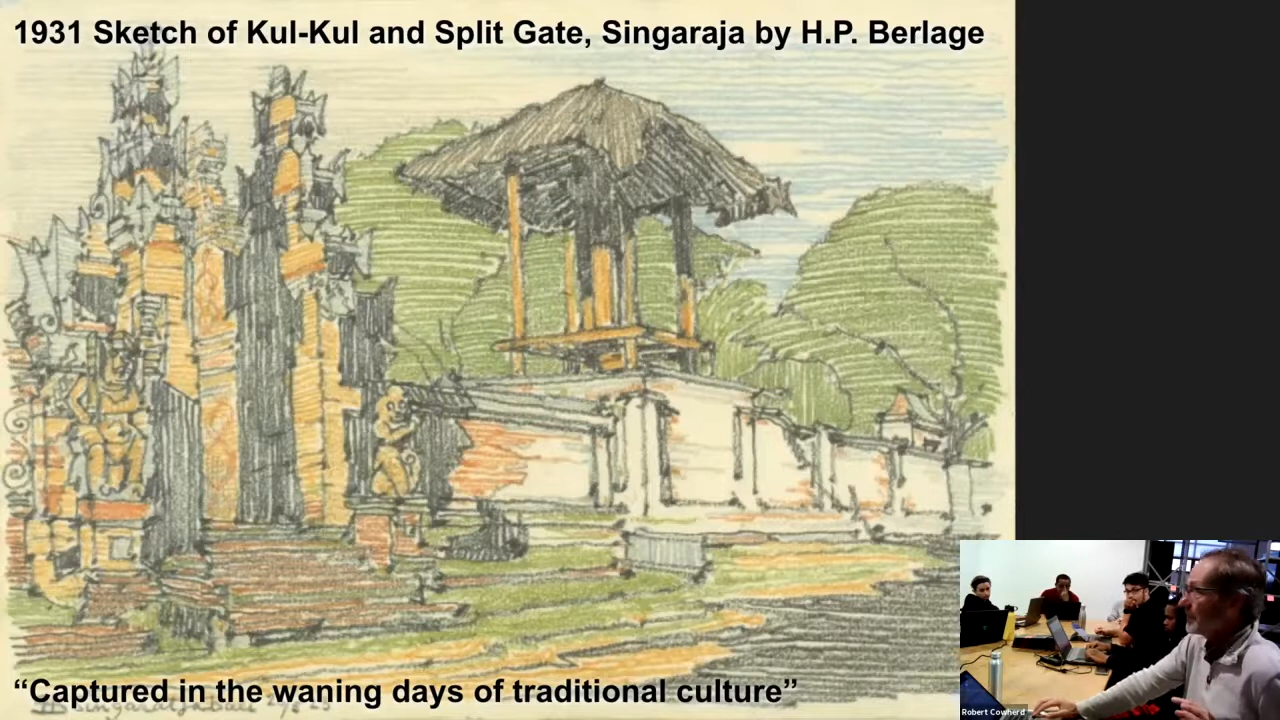 1931 Sketch of Kul-Kul and Split Gate, Singaraja by H.P. Berlage
“Captured in the waning days of traditional culture”
Robert Cowherd